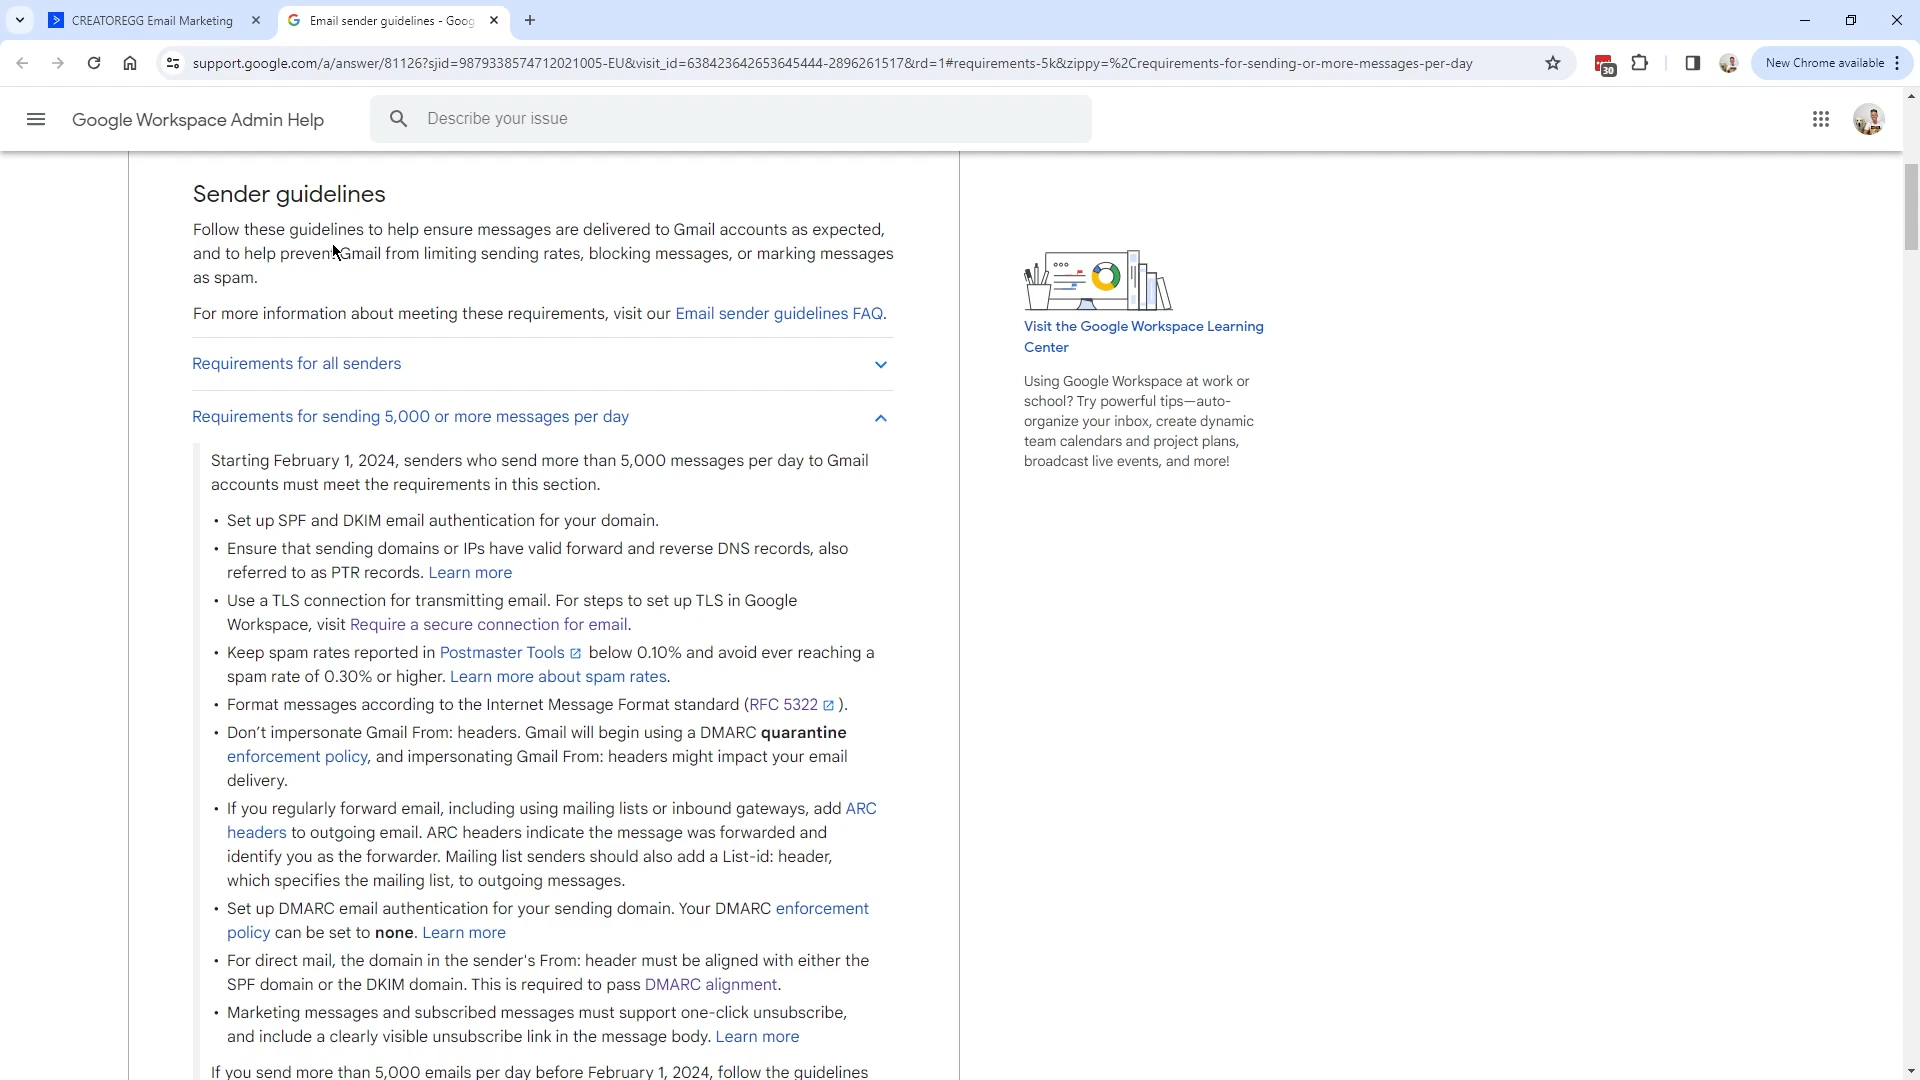 CREATOREGG Email Marketing
Email sender guidelines - Goog
support.google.com/a/answer/81126?sjid=9879338574712021005-EU&visit_id=638423642653645444-2896261517&rd=1#requirements-5k&zippy=%2Crequirements-for-sending-or-more-messages-per-day
30
New Chrome available
Google Workspace Admin Help
Describe your issue
Sender guidelines
Follow these guidelines to help ensure messages are delivered to Gmail accounts as expected,
and to help prevent Gmail from limiting sending rates, blocking messages, or marking messages
as spam.
For more information about meeting these requirements, visit our Email sender guidelines FAQ.
Requirements for all senders
Requirements for sending 5,000 or more messages per day
Starting February 1, 2024, senders who send more than 5,000 messages per day to Gmail
accounts must meet the requirements in this section.
• Set up SPF and DKIM email authentication for your domain.
• Ensure that sending domains or IPs have valid forward and reverse DNS records, also
referred to as PTR records. Learn more
• Use a TLS connection for transmitting email. For steps to set up TLS in Google
Workspace, visit Require a secure connection for email.
• Keep spam rates reported in Postmaster Tools below 0.10% and avoid ever reaching a
spam rate of 0.30% or higher. Learn more about spam rates.
• Format messages according to the Internet Message Format standard (RFC 5322 ).
• Don’t impersonate Gmail From: headers. Gmail will begin using a DMARC quarantine
enforcement policy, and impersonating Gmail From: headers might impact your email
delivery.
• If you regularly forward email, including using mailing lists or inbound gateways, add ARC
headers to outgoing email. ARC headers indicate the message was forwarded and
identify you as the forwarder. Mailing list senders should also add a List-id: header,
which specifies the mailing list, to outgoing messages.
• Set up DMARC email authentication for your sending domain. Your DMARC enforcement
policy can be set to none. Learn more
• For direct mail, the domain in the sender's From: header must be aligned with either the
SPF domain or the DKIM domain. This is required to pass DMARC alignment.
• Marketing messages and subscribed messages must support one-click unsubscribe,
and include a clearly visible unsubscribe link in the message body. Learn more
If you send more than 5,000 emails per day before February 1, 2024, follow the guidelines
Visit the Google Workspace Learning
Center
Using Google Workspace at work or
school? Try powerful tips—auto-
organize your inbox, create dynamic
team calendars and project plans,
broadcast live events, and more!